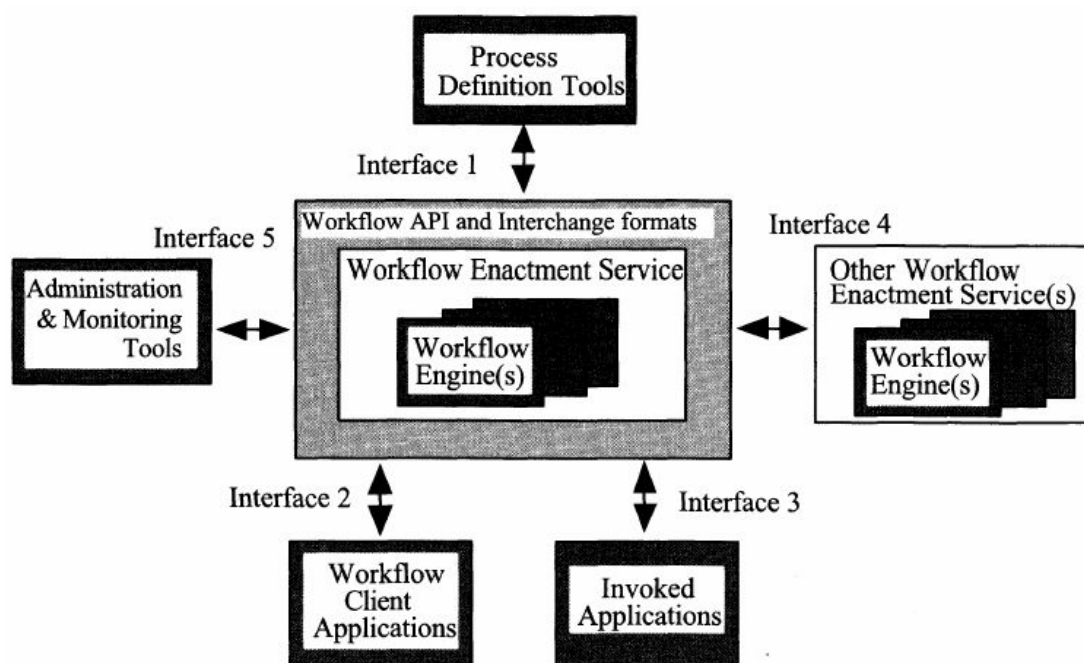 Process
Definition Tools
Interface 1
Workflow API and Interchange formats
Interface 5
Interface 4
Workflow Enactment Service
Other Workflow
Enactment Service(s)
Administration
& Monitoring
Tools
Workflow
Engine(s)
Workflow
Engine(s)
Interface 2
Interface 3
Workflow
Client
Applications
Invoked
Applications